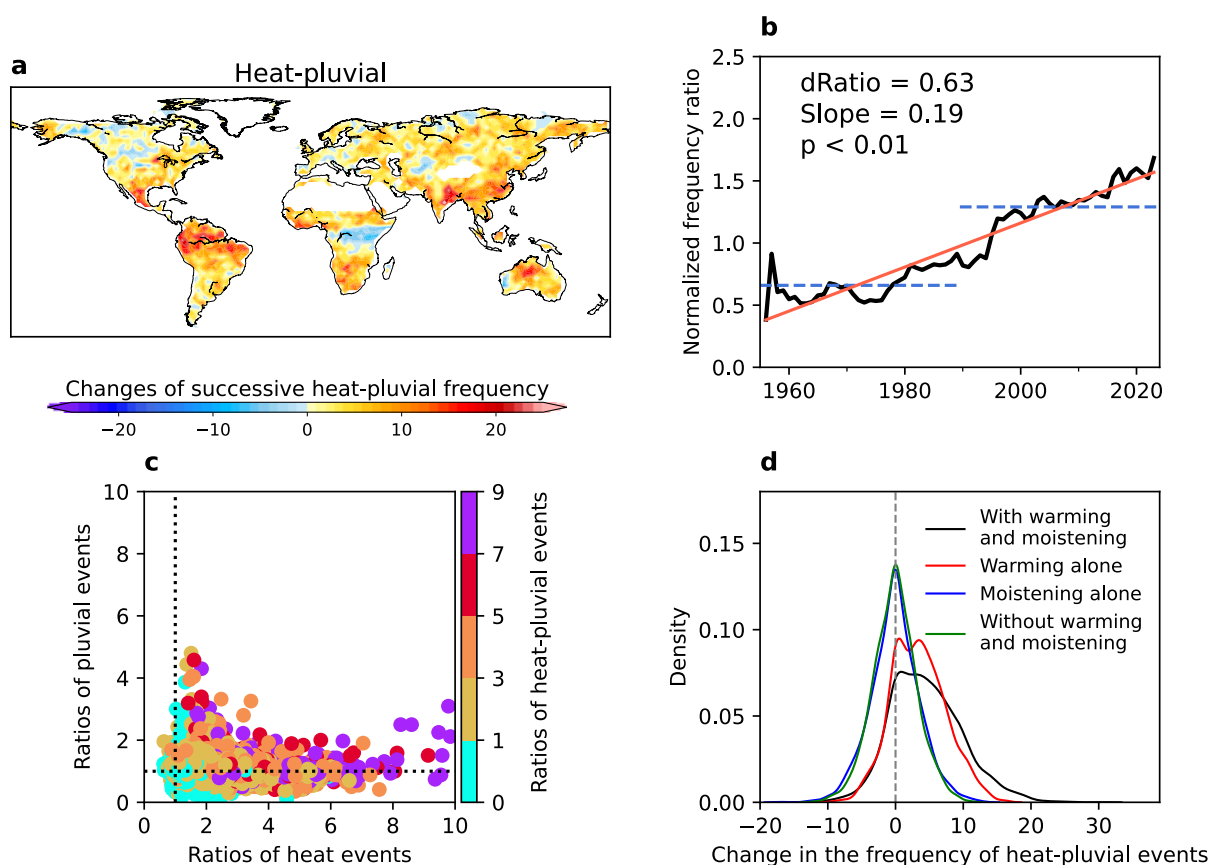 a
Heat-pluvial
Changes of successive heat-pluvial frequency
−20 −10 0 10 20
b
2.5
2.0
1.5
1.0
0.5
0.0
Normalized frequency ratio
dRatio = 0.63
Slope = 0.19
p < 0.01
1960 1980 2000 2020
c
10
8
6
4
2
0
Ratios of pluvial events
0 2 4 6 8 10
Ratios of heat events
9
7
5
3
1
0
Ratios of heat-pluvial events
d
0.15
0.10
0.05
0.00
Density
With warming
and moistening
Warming alone
Moistening alone
Without warming
and moistening
−20 −10 0 10 20 30
Change in the frequency of heat-pluvial events